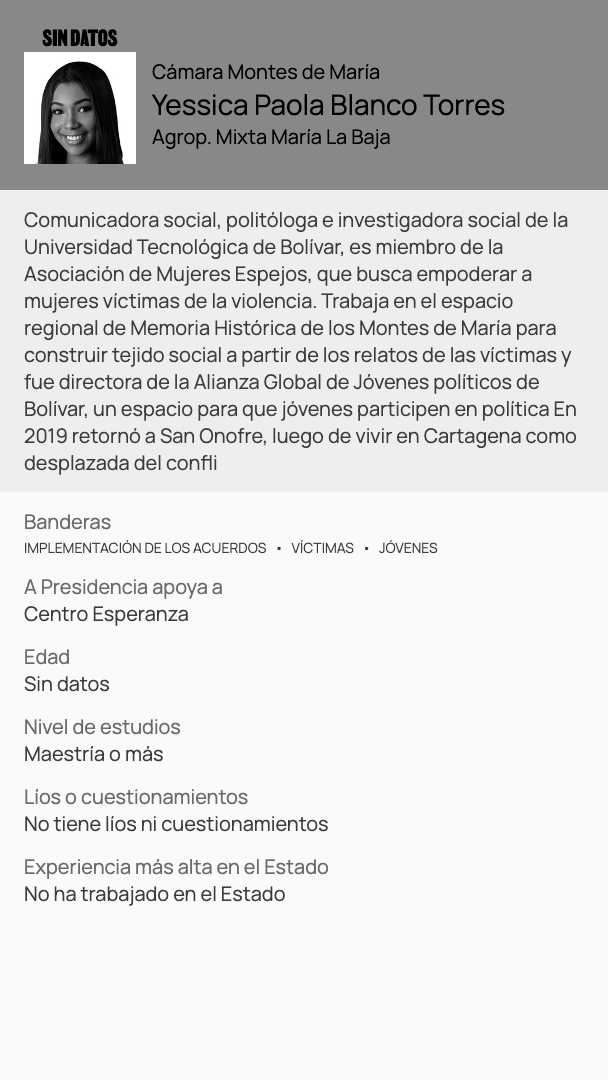 SIN DATOS
Cámara Montes de María
Yessica Paola Blanco Torres
Agrop. Mixta María La Baja
Comunicadora social, politóloga e investigadora social de la
Universidad Tecnológica de Bolívar, es miembro de la
Asociación de Mujeres Espejos, que busca empoderar a
mujeres víctimas de la violencia. Trabaja en el espacio
regional de Memoria Histórica de los Montes de María para
construir tejido social a partir de los relatos de las víctimas y
fue directora de la Alianza Global de Jóvenes políticos de
Bolívar, un espacio para que jóvenes participen en política En
2019 retornó a San Onofre, luego de vivir en Cartagena como
desplazada del confli
Banderas
IMPLEMENTACIÓN DE LOS ACUERDOS • VÍCTIMAS • JÓVENES
A Presidencia apoya a
Centro Esperanza
Edad
Sin datos
Nivel de estudios
Maestría o más
Líos o cuestionamientos
No tiene líos ni cuestionamientos
Experiencia más alta en el Estado
No ha trabajado en el Estado